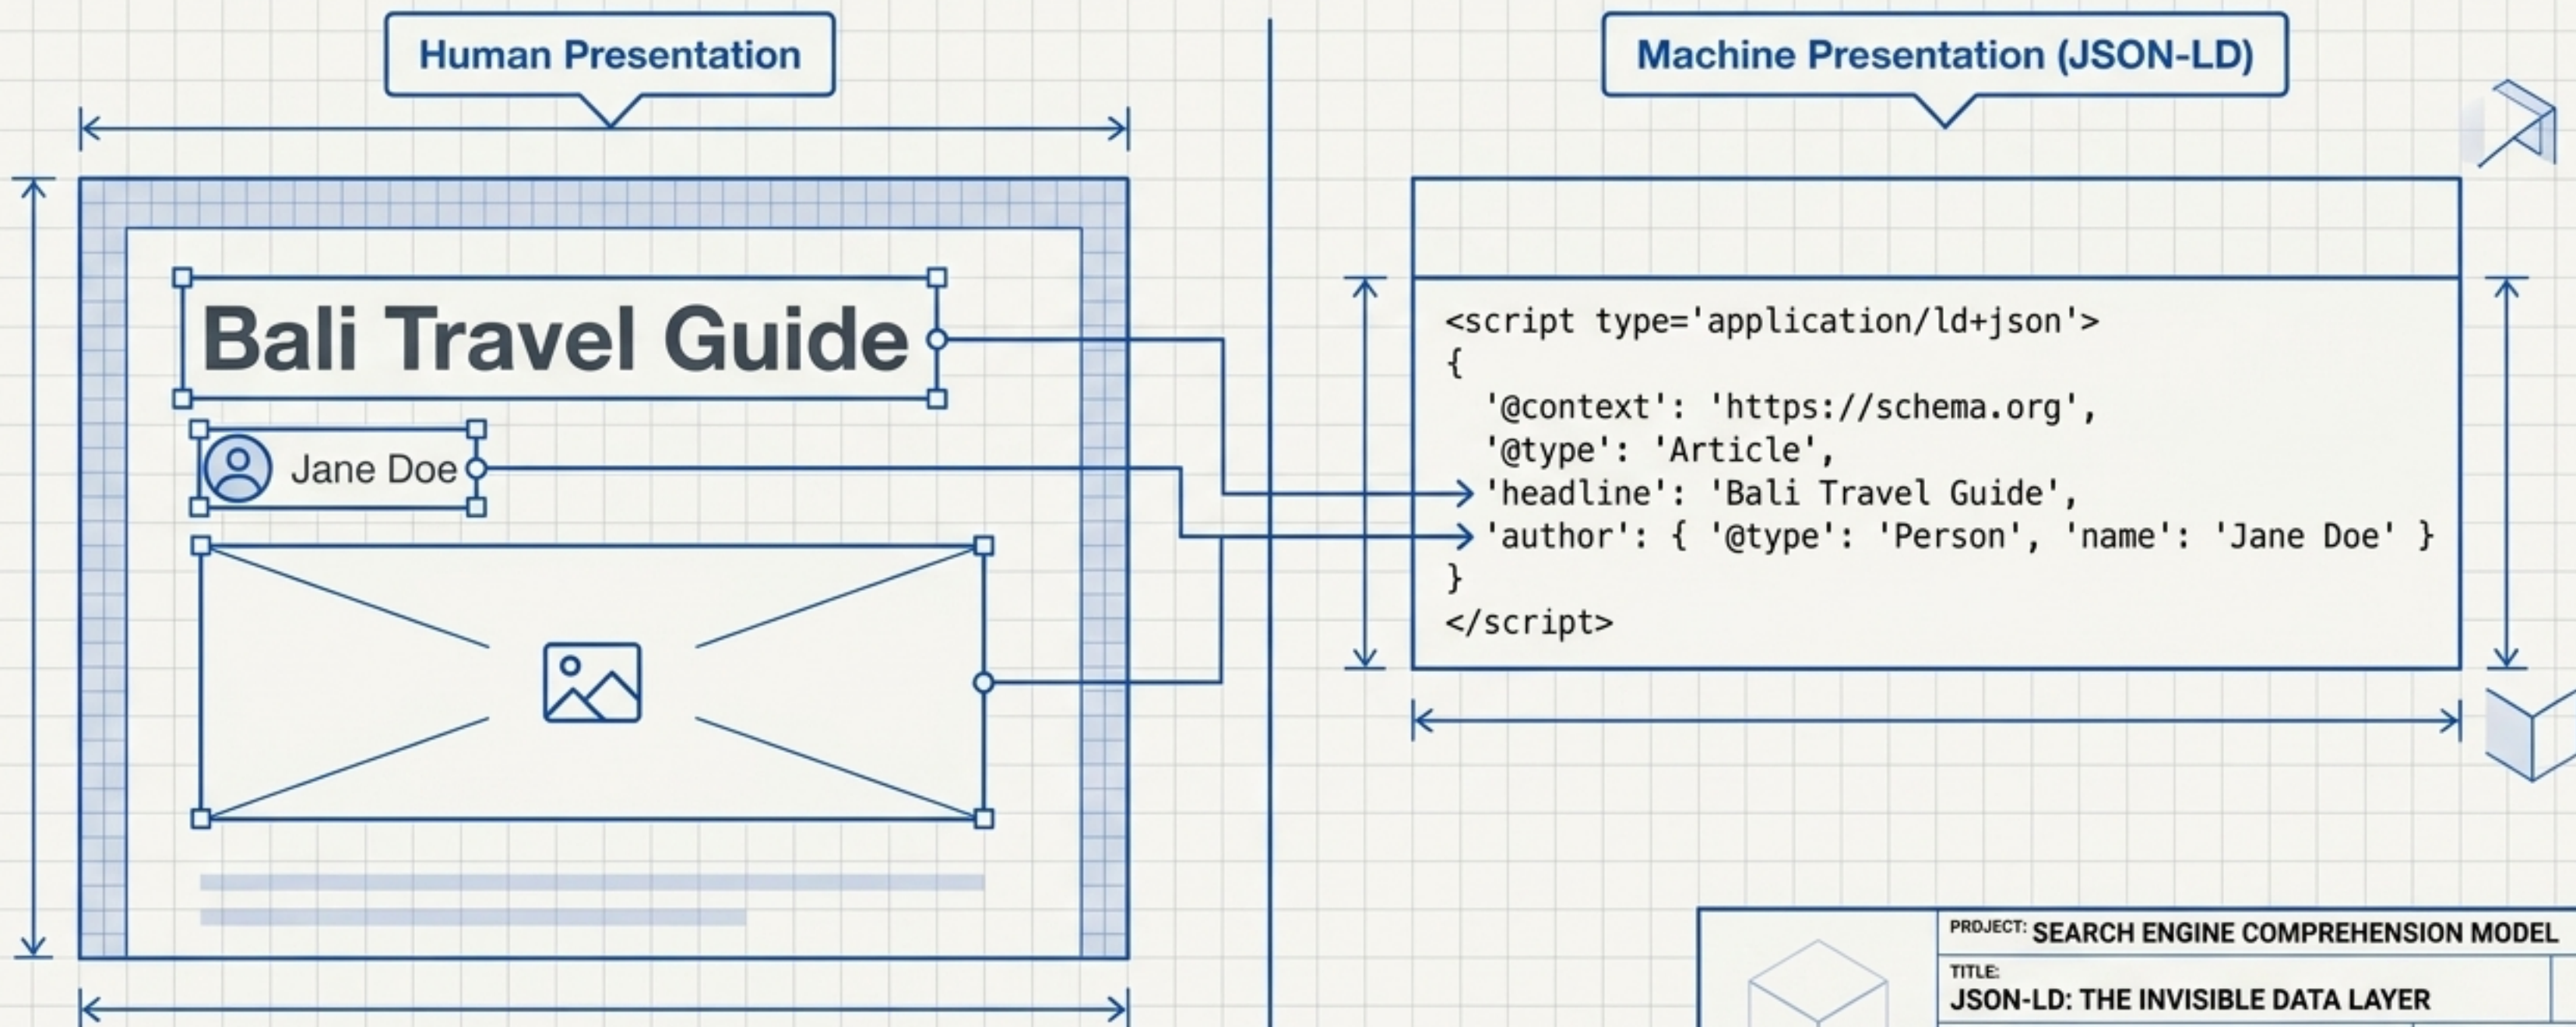 Human Presentation
Machine Presentation (JSON-LD)
Bali Travel Guide
Jane Doe
<script type='application/ld+json'>
{
'@context': 'https://schema.org',
'@type': 'Article',
'headline': 'Bali Travel Guide',
'author': { '@type': 'Person', 'name': 'Jane Doe' }
}
</script>
PROJECT: SEARCH ENGINE COMPREHENSION MODEL
TITLE:
JSON-LD: THE INVISIBLE DATA LAYER